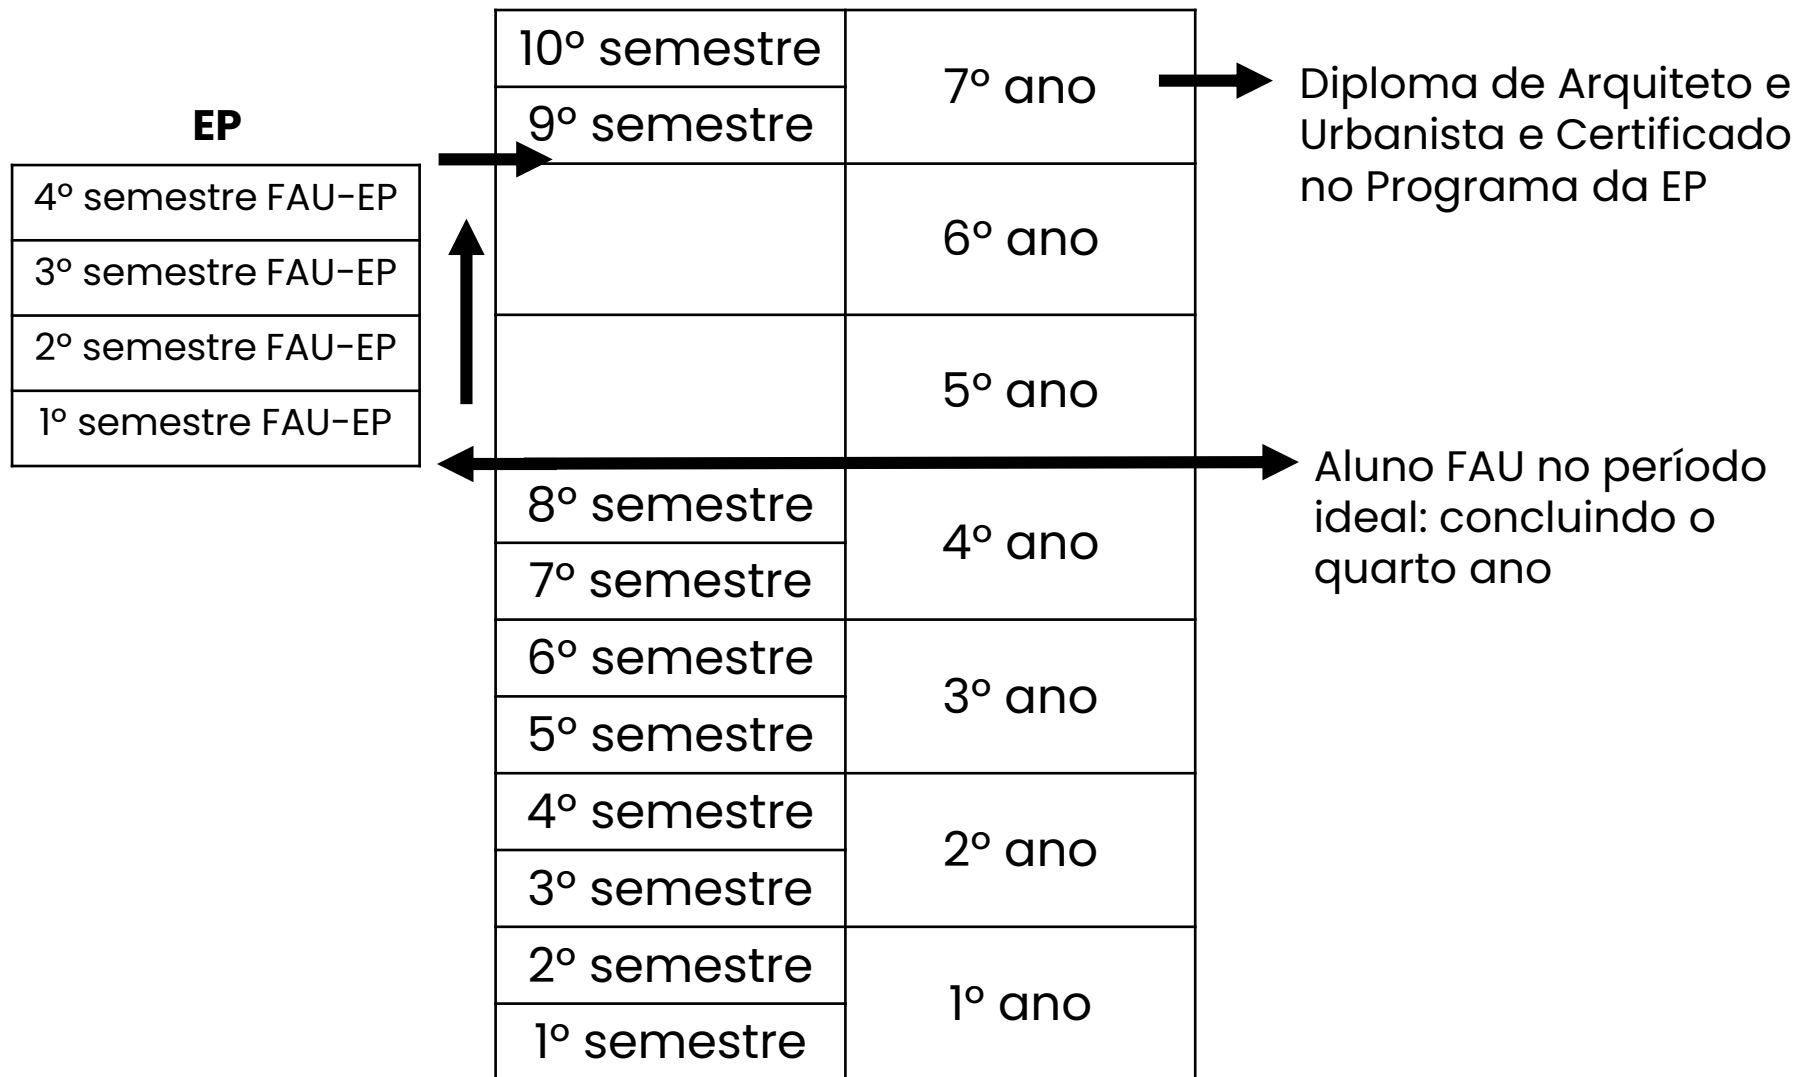 EP
4º semestre FAU-EP
3º semestre FAU-EP
2º semestre FAU-EP
1º semestre FAU-EP
10º semestre
9º semestre
8º semestre
7º semestre
6º semestre
5º semestre
4º semestre
3º semestre
2º semestre
1º semestre
7º ano
6º ano
5º ano
4º ano
3º ano
2º ano
1º ano
Diploma de Arquiteto e
Urbanista e Certificado
no Programa da EP
Aluno FAU no período
ideal: concluindo o
quarto ano